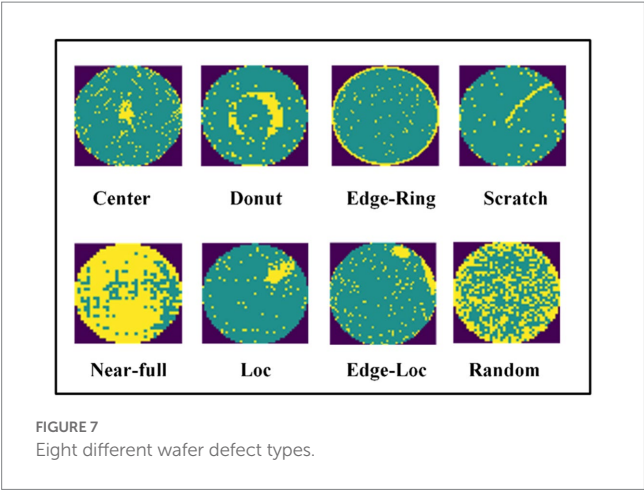 Center Donut Edge-Ring Scratch
Near-full Loc Edge-Loc Random
FIGURE 7
Eight different wafer defect types.